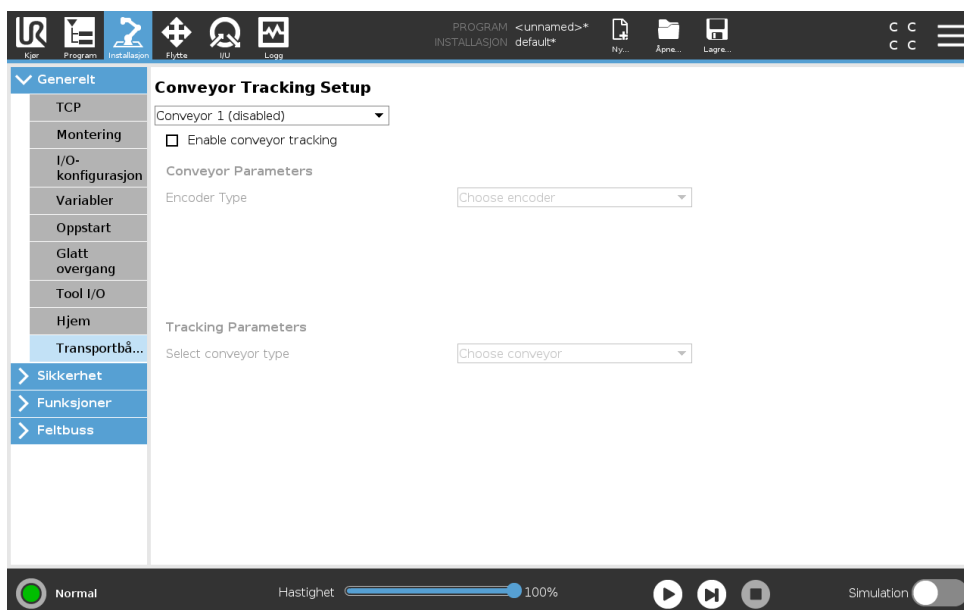 UR
Kjør
Program
Installasjon
Flytte
I/U
Logg
PROGRAM <unnamed>*
INSTALLASJON default*
Ny...
Åpne...
Lagre...
C C
C C
Generelt
TCP
Montering
I/O-
konfigurasjon
Variabler
Oppstart
Glatt
overgang
Tool I/O
Hjem
Transportbå...
Sikkerhet
Funksjoner
Feltbuss
Conveyor Tracking Setup
Conveyor 1 (disabled)
Enable conveyor tracking
Conveyor Parameters
Encoder Type Choose encoder
Tracking Parameters
Select conveyor type Choose conveyor
Normal
Hastighet 100%
Simulation